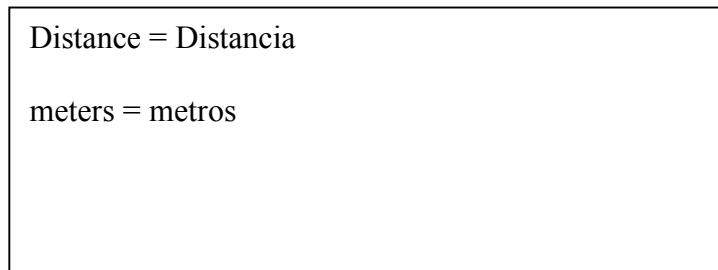 Distance = Distancia
meters = metros